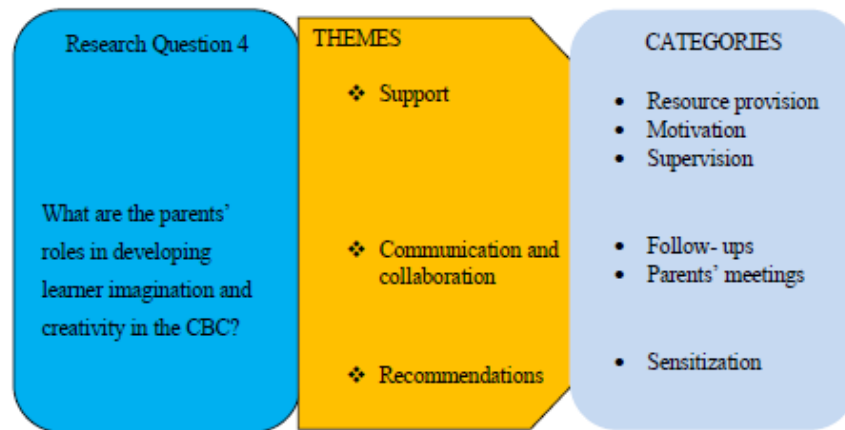 Research Question 4
What are the parents'
roles in developing
learner imagination and
creativity in the CBC?
THEMES
❖ Support
❖ Communication and
collaboration
❖ Recommendations
CATEGORIES
• Resource provision
• Motivation
• Supervision
• Follow- ups
• Parents' meetings
• Sensitization